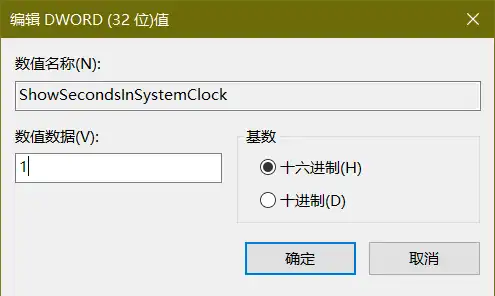 编辑 DWORD (32 位)值
数值名称(N):
ShowSecondsInSystemClock
数值数据(V):
1
基数
十六进制(H)
十进制(D)
确定
取消